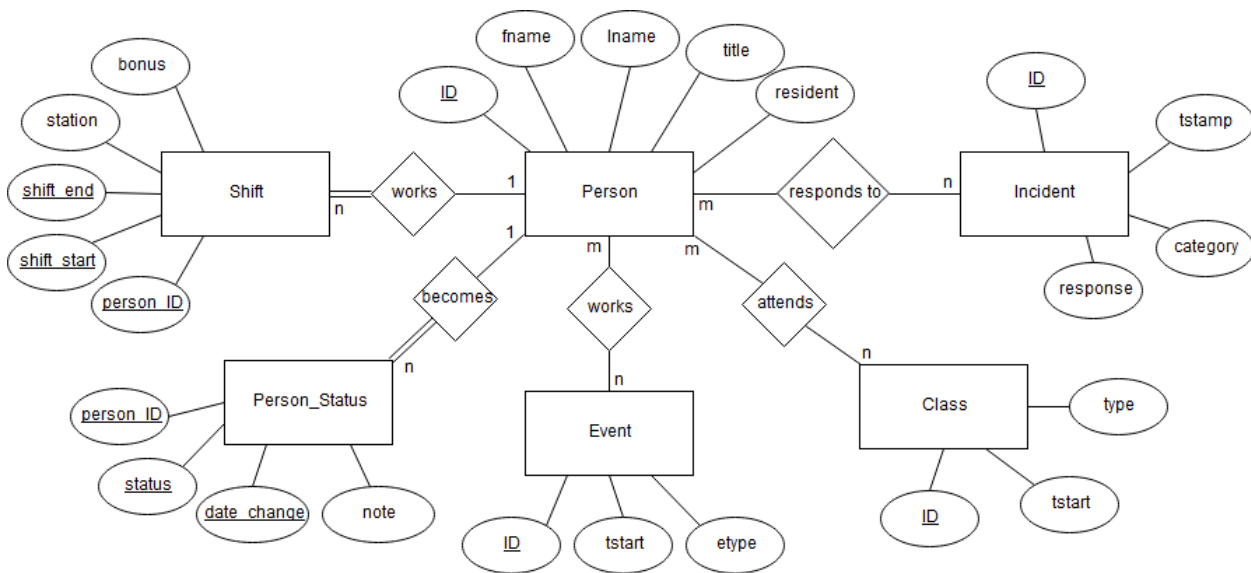 fname
lname
title
bonus
ID
ID
resident
station
tstamp
shift_end
Shift
works
1
Person
responds to
n
Incident
n
m
shift_start
1
m
m
category
person_ID
becomes
works
attends
response
n
n
n
person_ID
Person_Status
Event
Class
type
status
date_change
note
ID
tstart
etype
ID
tstart